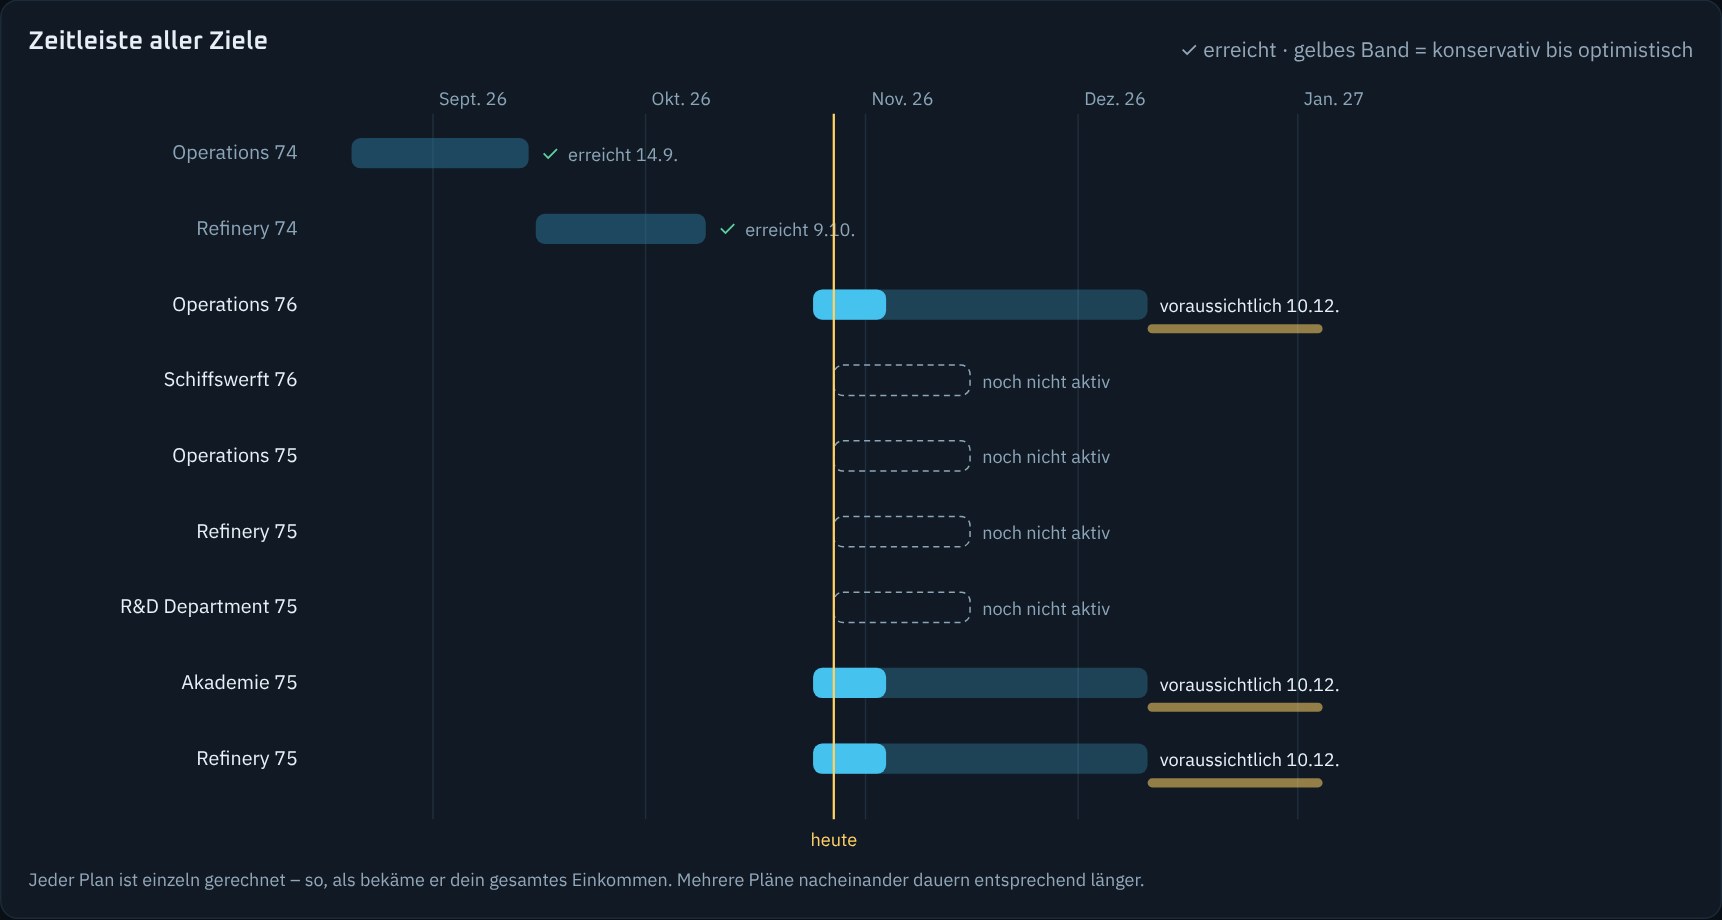 Zeitleiste aller Ziele
✓ erreicht · gelbes Band = konservativ bis optimistisch
Sept. 26 Okt. 26 Nov. 26 Dez. 26 Jan. 27
Operations 74 ✓ erreicht 14.9.
Refinery 74 ✓ erreicht 9.10.
Operations 76 voraussichtlich 10.12.
Schiffswerft 76 noch nicht aktiv
Operations 75 noch nicht aktiv
Refinery 75 noch nicht aktiv
R&D Department 75 noch nicht aktiv
Akademie 75 voraussichtlich 10.12.
Refinery 75 voraussichtlich 10.12.
heute
Jeder Plan ist einzeln gerechnet – so, als bekäme er dein gesamtes Einkommen. Mehrere Pläne nacheinander dauern entsprechend länger.